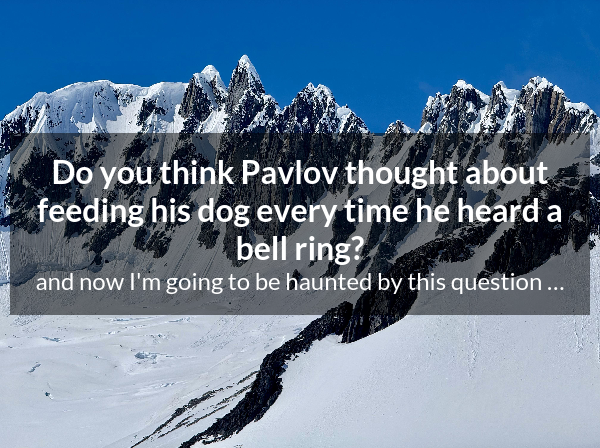 Do you think Pavlov thought about
feeding his dog every time he heard a
bell ring?
and now I'm going to be haunted by this question ...